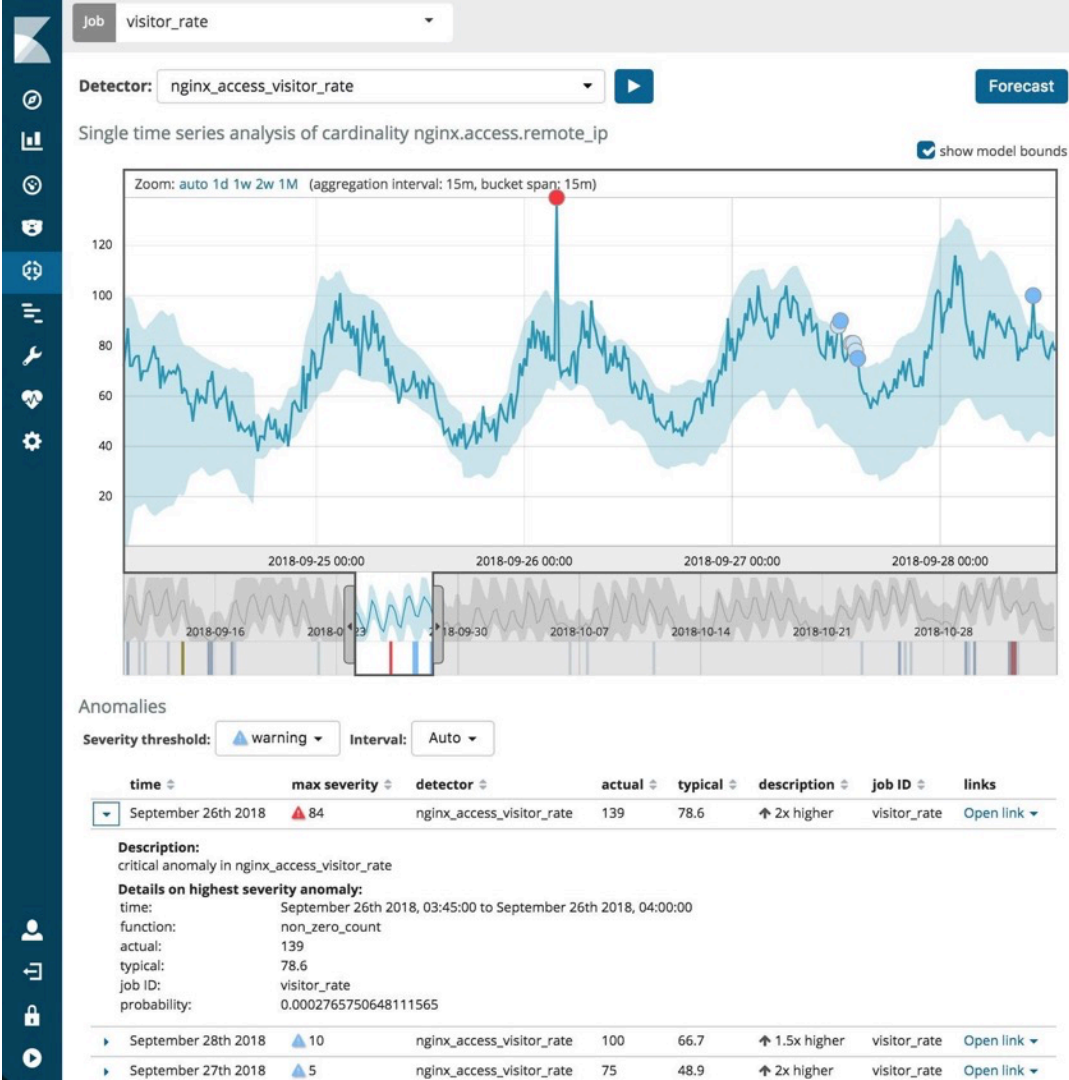 Job visitor_rate
Detector: nginx_access_visitor_rate Forecast
Single time series analysis of cardinality nginx.access.remote_ip
show model bounds
Zoom: auto 1d 1w 2w 1M (aggregation interval: 15m, bucket span: 15m)
120
100
80
60
40
20
2018-09-25 00:00 2018-09-26 00:00 2018-09-27 00:00 2018-09-28 00:00
2018-09-16 2018-0 23 18-09-30 2018-10-07 2018-10-14 2018-10-21 2018-10-28
Anomalies
Severity threshold: warning Interval: Auto
time max severity detector actual typical description job ID links
September 26th 2018 84 nginx_access_visitor_rate 139 78.6 2x higher visitor_rate Open link
Description:
critical anomaly in nginx_access_visitor_rate
Details on highest severity anomaly:
time: September 26th 2018, 03:45:00 to September 26th 2018, 04:00:00
function: non_zero_count
actual: 139
typical: 78.6
job ID: visitor_rate
probability: 0.0002765750648111565
September 28th 2018 10 nginx_access_visitor_rate 100 66.7 1.5x higher visitor_rate Open link
September 27th 2018 5 nginx_access_visitor_rate 75 48.9 2x higher visitor_rate Open link